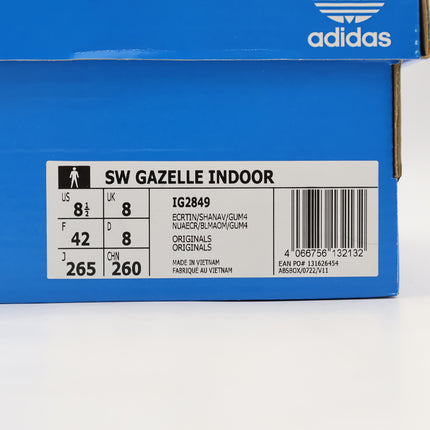 adidas
SW GAZELLE INDOOR
US 8½ UK 8
F 42 D 8
J 265 CHN 260
IG2849
ECRTIN/SHANAV/GUM4
NUAECR/BLMAOM/GUM4
ORIGINALS
ORIGINALS
MADE IN VIETNAM
FABRIQUÉ AU VIETNAM
4 066756 132132
EAN PO# 131626454
ABSBOX/0722/V11